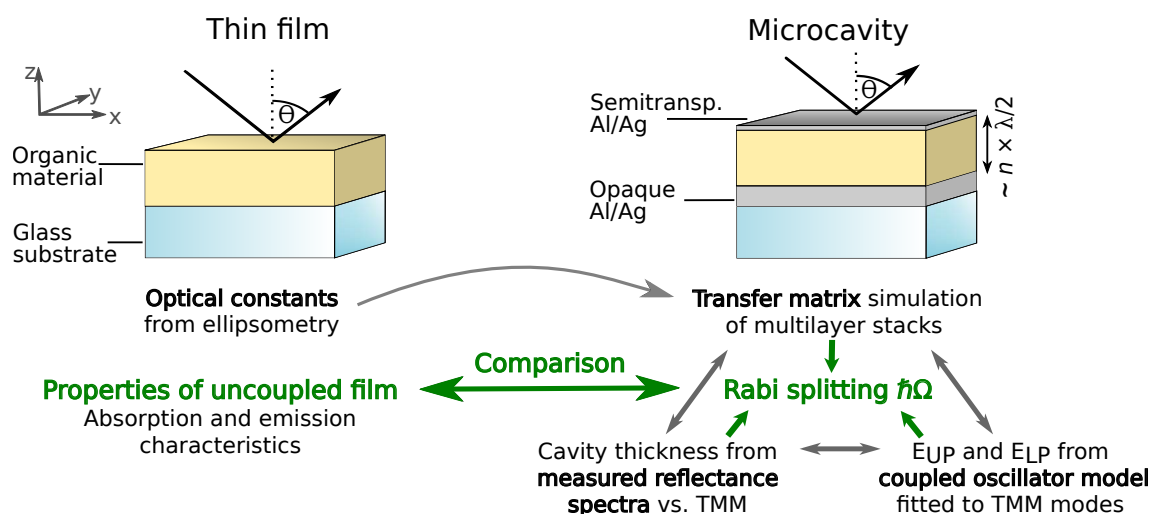 Thin film
z
y
x
Θ
Organic
material
Glass
substrate
Microcavity
Θ
Semitransp.
Al/Ag
Opaque
Al/Ag
~ n × λ/2
Optical constants
from ellipsometry
Transfer matrix simulation
of multilayer stacks
Comparison
Properties of uncoupled film
Absorption and emission
characteristics
Rabi splitting ℏΩ
Cavity thickness from
measured reflectance
spectra vs. TMM
EUP and ELP from
coupled oscillator model
fitted to TMM modes